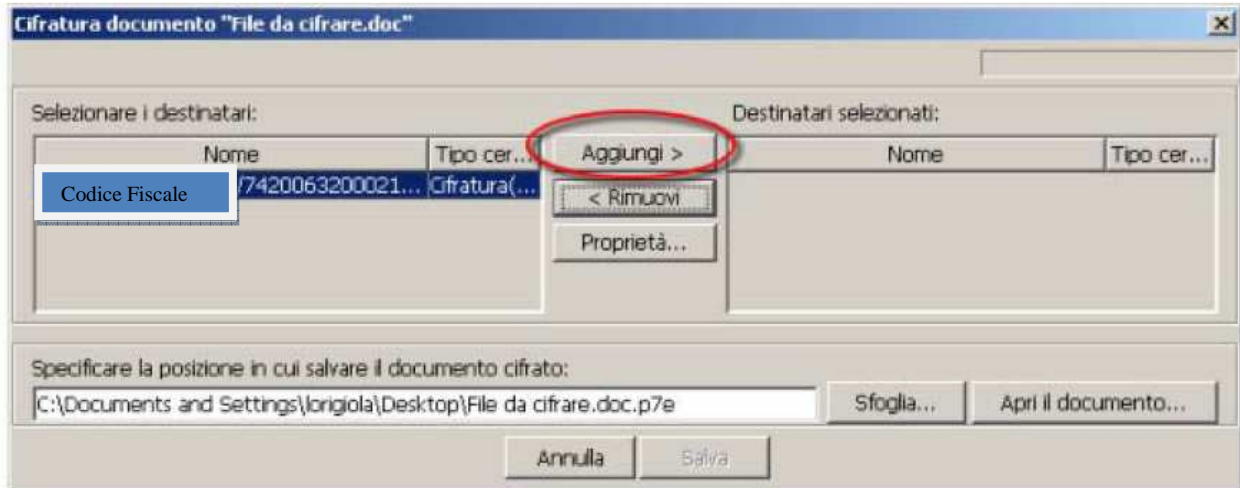 Cifratura documento "File da cifrare.doc"
Selezionare i destinatari:
Destinatari selezionati:
Nome Tipo cer...
Aggiungi >
Nome Tipo cer...
Codice Fiscale /7420063200021... Cifratura(...
< Rimuovi
Proprietà...
Specificare la posizione in cui salvare il documento cifrato:
C:\Documents and Settings\lorigiola\Desktop\File da cifrare.doc.p7e
Sfoglia...
Apri il documento...
Annulla
Salva